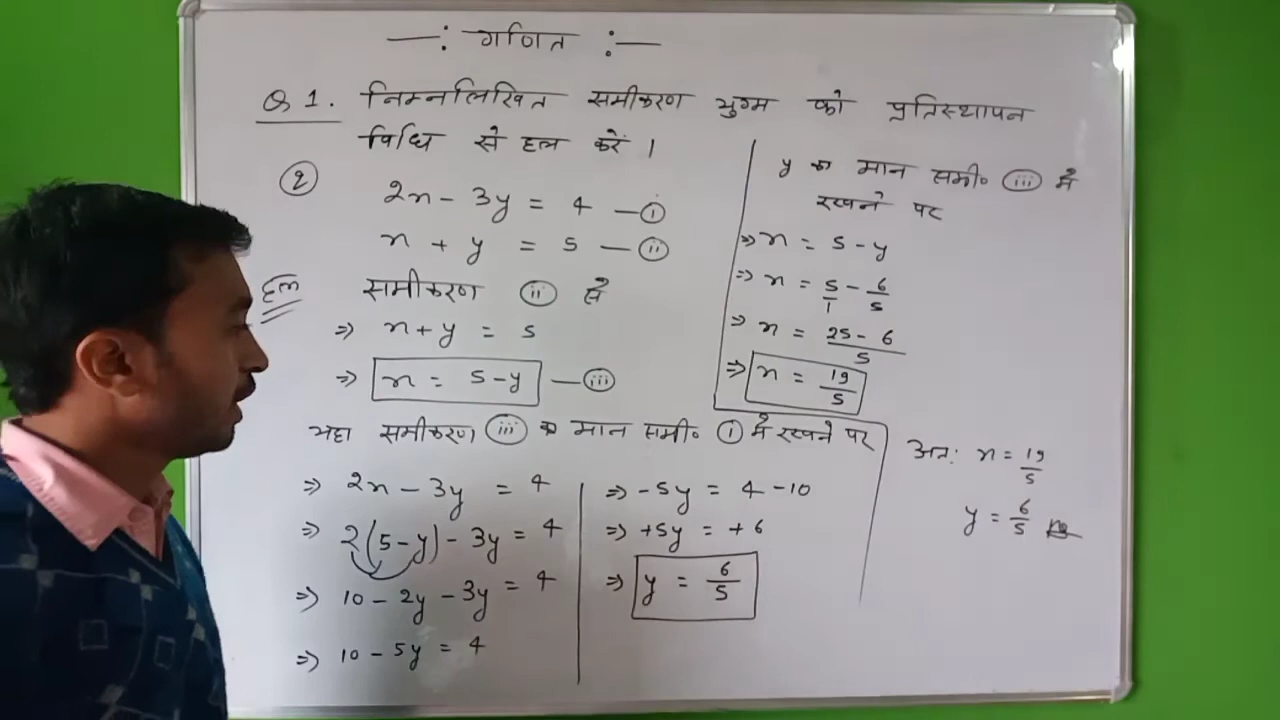 —: गणित :—
Q 1. निम्नलिखित समीकरण युग्म को प्रतिस्थापन
विधि से हल करें ।
(2) 2x - 3y = 4 — (i)
x + y = 5 — (ii)
हल समीकरण (ii) से
=> x + y = 5
=> x = 5 - y — (iii)
यहा समीकरण (iii) का मान समी० (i) में रखने पर
=> 2x - 3y = 4
=> 2(5 - y) - 3y = 4
=> 10 - 2y - 3y = 4
=> 10 - 5y = 4
=> -5y = 4 - 10
=> +5y = +6
=> y = 6/5
y का मान समी० (iii) में
रखने पर
=> x = 5 - y
=> x = 5/1 - 6/5
=> x = 25 - 6/5
=> x = 19/5
अतः x = 19/5
y = 6/5